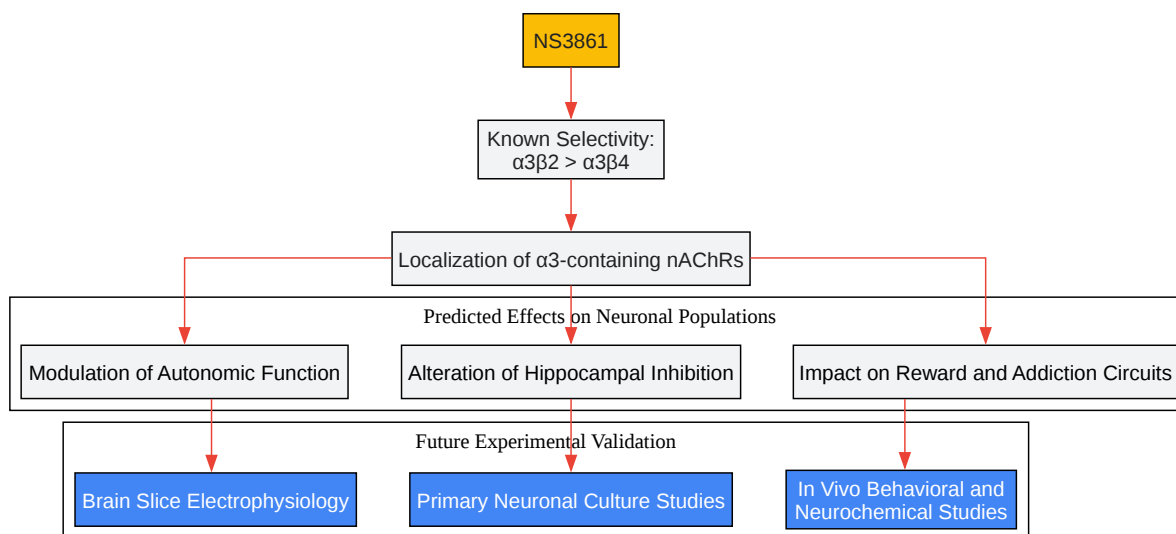 NS3861
Known Selectivity:
α3β2 > α3β4
Localization of α3-containing nAChRs
Predicted Effects on Neuronal Populations
Modulation of Autonomic Function
Alteration of Hippocampal Inhibition
Impact on Reward and Addiction Circuits
Future Experimental Validation
Brain Slice Electrophysiology
Primary Neuronal Culture Studies
In Vivo Behavioral and
Neurochemical Studies